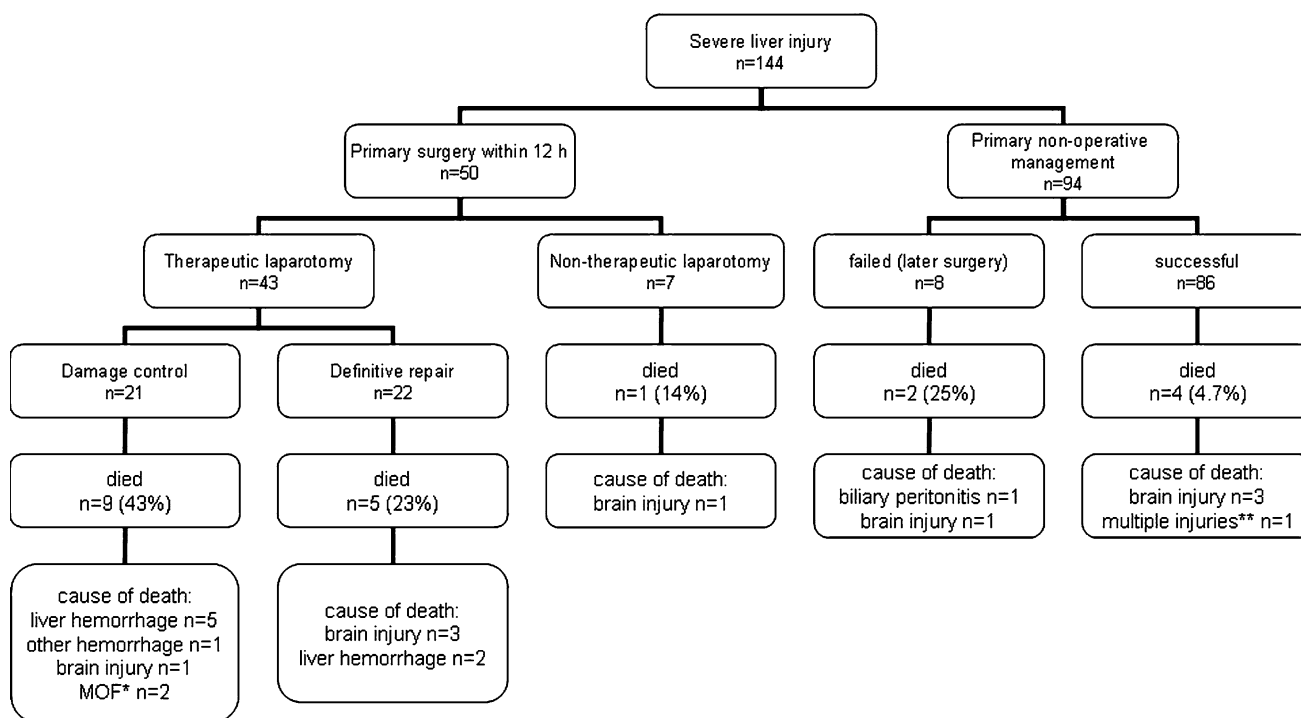 Severe liver injury
n=144
Primary surgery within 12 h
n=50
Primary non-operative
management
n=94
Therapeutic laparotomy
n=43
Non-therapeutic laparotomy
n=7
failed (later surgery)
n=8
successful
n=86
Damage control
n=21
Definitive repair
n=22
died
n=1 (14%)
died
n=2 (25%)
died
n=4 (4.7%)
died
n=9 (43%)
died
n=5 (23%)
cause of death:
brain injury n=1
cause of death:
biliary peritonitis n=1
brain injury n=1
cause of death:
brain injury n=3
multiple injuries** n=1
cause of death:
liver hemorrhage n=5
other hemorrhage n=1
brain injury n=1
MOF* n=2
cause of death:
brain injury n=3
liver hemorrhage n=2